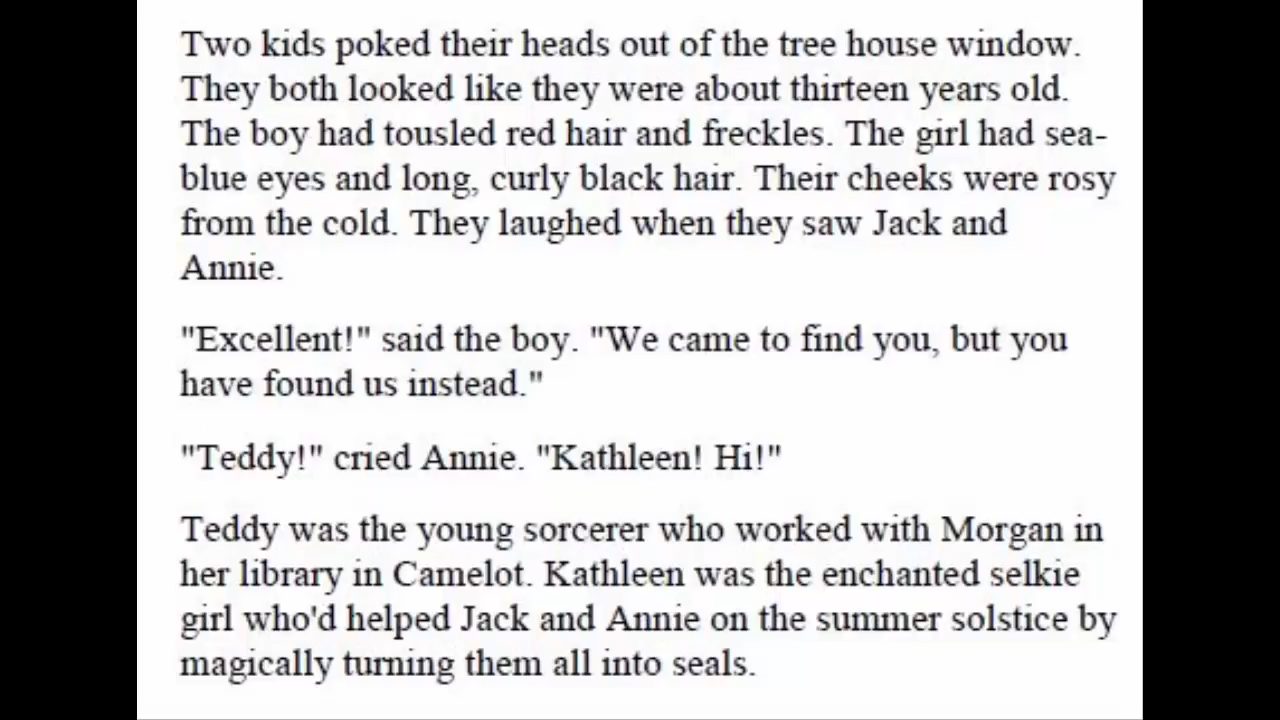 Two kids poked their heads out of the tree house window.
They both looked like they were about thirteen years old.
The boy had tousled red hair and freckles. The girl had sea-
blue eyes and long, curly black hair. Their cheeks were rosy
from the cold. They laughed when they saw Jack and
Annie.
"Excellent!" said the boy. "We came to find you, but you
have found us instead."
"Teddy!" cried Annie. "Kathleen! Hi!"
Teddy was the young sorcerer who worked with Morgan in
her library in Camelot. Kathleen was the enchanted selkie
girl who'd helped Jack and Annie on the summer solstice by
magically turning them all into seals.